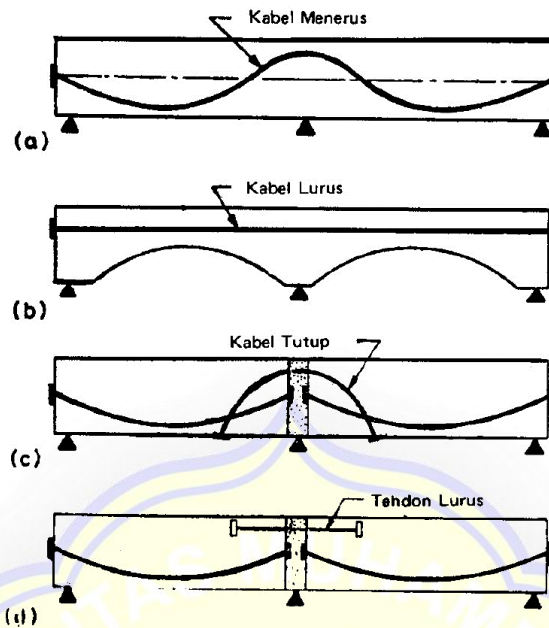 Kabel Menerus
(a)
Kabel Lurus
(b)
Kabel Tutup
(c)
Tehdon Lurus
(d)